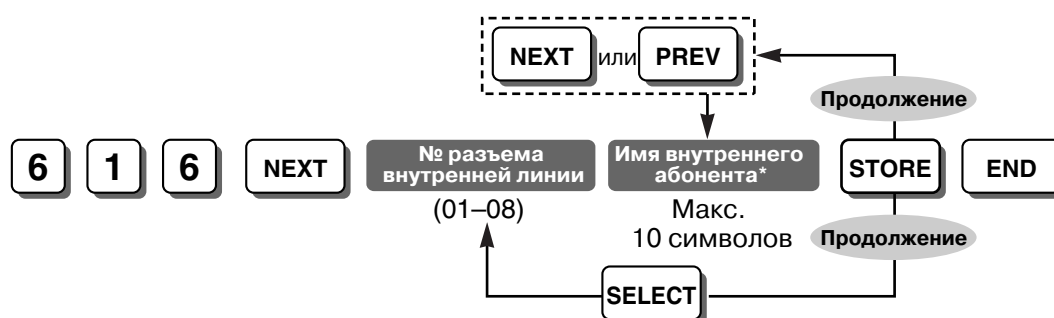 NEXT или PREV
Продолжение
6 1 6 NEXT
№ разъема
внутренней линии
(01–08)
Имя внутреннего
абонента*
Макс.
10 символов
STORE
END
Продолжение
SELECT